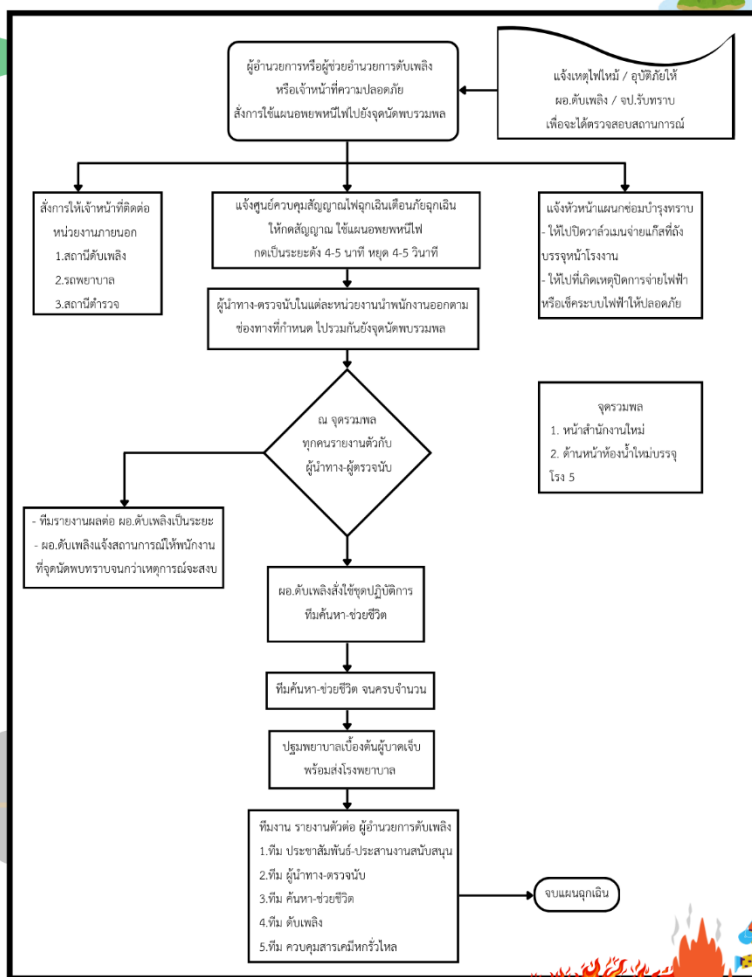 ผู้อำนวยการหรือผู้ช่วยอำนวยการดับเพลิง
หรือเจ้าหน้าที่ความปลอดภัย
สั่งการใช้แผนอพยพหนีไฟไปยังจุดนัดพบรวมพล
แจ้งเหตุไฟไหม้ / อุบัติภัยให้
ผอ.ดับเพลิง / จป.รับทราบ
เพื่อจะได้ตรวจสอบสถานการณ์
สั่งการให้เจ้าหน้าที่ติดต่อ
หน่วยงานภายนอก
1.สถานีดับเพลิง
2.รถพยาบาล
3.สถานีตำรวจ
แจ้งศูนย์ควบคุมสัญญาณไฟฉุกเฉินเตือนภัยฉุกเฉิน
ให้กดสัญญาณ ใช้แผนอพยพหนีไฟ
กดเป็นระยะดัง 4-5 นาที หยุด 4-5 วินาที
แจ้งหัวหน้าแผนกซ่อมบำรุงทราบ
- ให้ไปปิดวาล์วเมนจ่ายแก๊สที่ถัง
บรรจุหน้าโรงงาน
- ให้ไปที่เกิดเหตุปิดการจ่ายไฟฟ้า
หรือเช็คระบบไฟฟ้าให้ปลอดภัย
ผู้นำทาง-ตรวจนับในแต่ละหน่วยงานนำพนักงานออกตาม
ช่องทางที่กำหนด ไปรวมกันยังจุดนัดพบรวมพล
ณ จุดรวมพล
ทุกคนรายงานตัวกับ
ผู้นำทาง-ผู้ตรวจนับ
จุดรวมพล
1. หน้าสำนักงานใหม่
2. ด้านหน้าห้องน้ำใหม่บรรจุ
โรง 5
- ทีมรายงานผลต่อ ผอ.ดับเพลิงเป็นระยะ
- ผอ.ดับเพลิงแจ้งสถานการณ์ให้พนักงาน
ที่จุดนัดพบทราบจนกว่าเหตุการณ์จะสงบ
ผอ.ดับเพลิงสั่งใช้ชุดปฏิบัติการ
ทีมค้นหา-ช่วยชีวิต
ทีมค้นหา-ช่วยชีวิต จนครบจำนวน
ปฐมพยาบาลเบื้องต้นผู้บาดเจ็บ
พร้อมส่งโรงพยาบาล
ทีมงาน รายงานตัวต่อ ผู้อำนวยการดับเพลิง
1.ทีม ประชาสัมพันธ์-ประสานงานสนับสนุน
2.ทีม ผู้นำทาง-ตรวจนับ
3.ทีม ค้นหา-ช่วยชีวิต
4.ทีม ดับเพลิง
5.ทีม ควบคุมสารเคมีหกรั่วไหล
จบแผนฉุกเฉิน